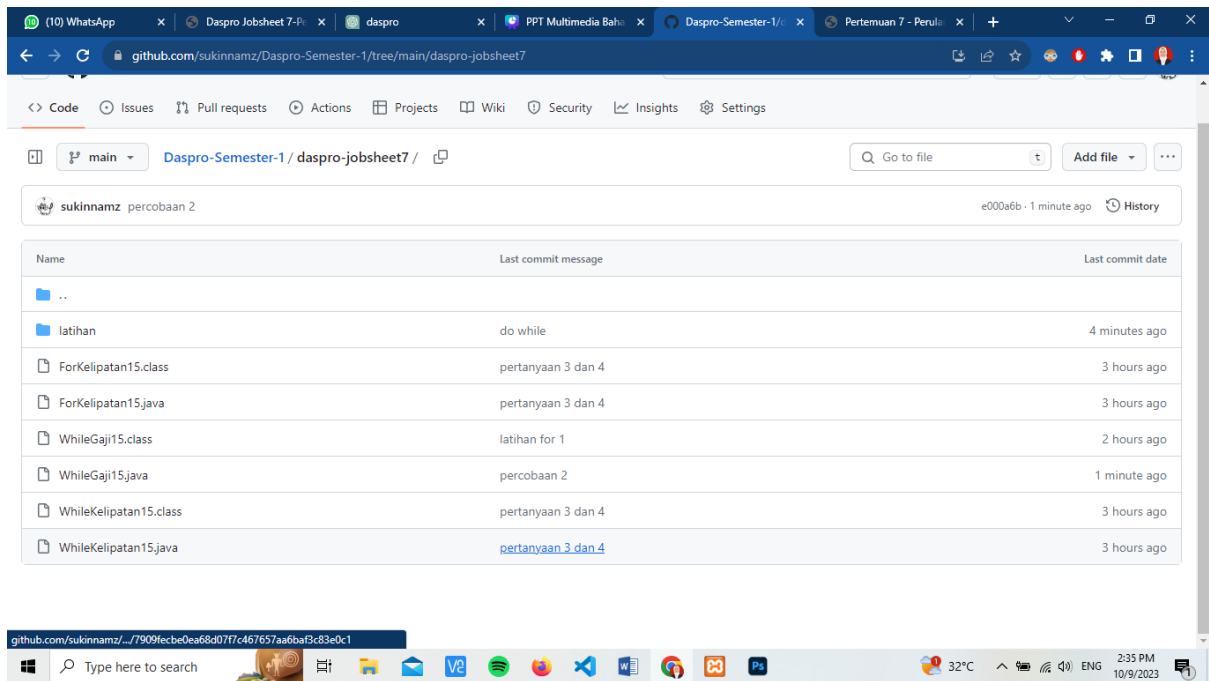 (10) WhatsApp
Daspro Jobsheet 7-Pe
daspro
PPT Multimedia Baha
Daspro-Semester-1/d
Pertemuan 7 - Perula
github.com/sukinnamz/Daspro-Semester-1/tree/main/daspro-jobsheet7
Code Issues Pull requests Actions Projects Wiki Security Insights Settings
main Daspro-Semester-1 / daspro-jobsheet7 / Go to file t Add file
sukinnamz percobaan 2 e000a6b · 1 minute ago History
Name Last commit message Last commit date
..
latihan do while 4 minutes ago
ForKelipatan15.class pertanyaan 3 dan 4 3 hours ago
ForKelipatan15.java pertanyaan 3 dan 4 3 hours ago
WhileGaji15.class latihan for 1 2 hours ago
WhileGaji15.java percobaan 2 1 minute ago
WhileKelipatan15.class pertanyaan 3 dan 4 3 hours ago
WhileKelipatan15.java pertanyaan 3 dan 4 3 hours ago
github.com/sukinnamz/.../7909fecbe0ea68d07f7c467657aa6baf3c83e0c1
Type here to search 32°C ENG 2:35 PM
10/9/2023